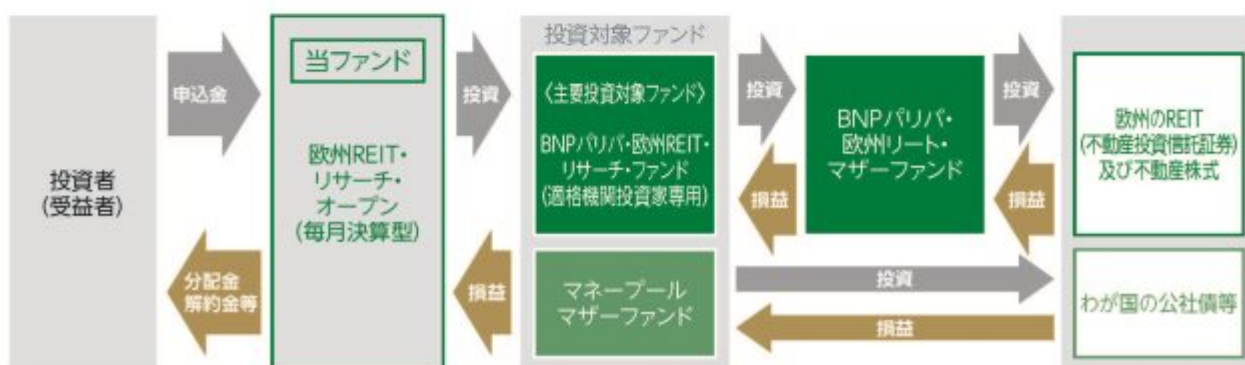 投資者
(受益者)
申込金
分配金
解約金等
当ファンド
欧州REIT・
リサーチ・
オープン
(毎月決算型)
投資
損益
投資対象ファンド
〈主要投資対象ファンド〉
BNPパリバ・欧州REIT・
リサーチ・ファンド
(適格機関投資家専用)
マネープール
マザーファンド
投資
損益
BNPパリバ・
欧州リート・
マザーファンド
投資
損益
投資
損益
欧州のREIT
(不動産投資信託証券)
及び不動産株式
わが国の公社債等